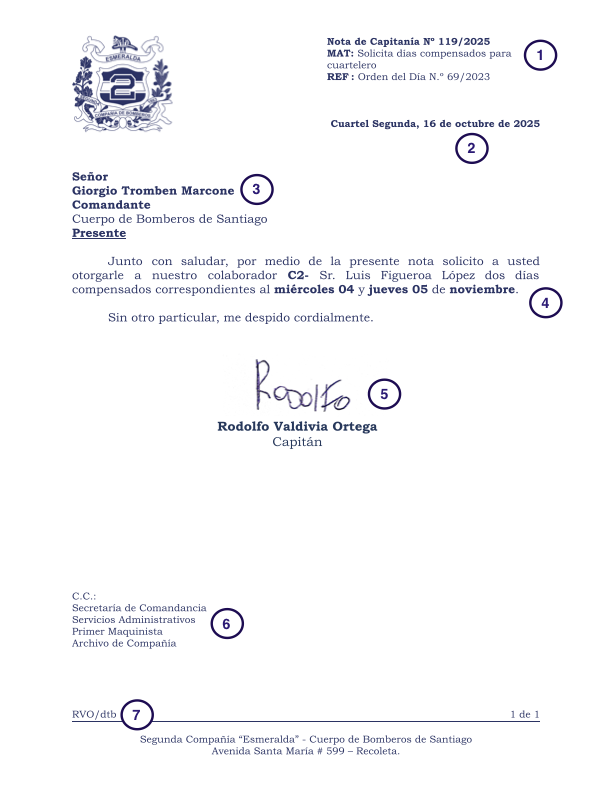 ESMERALDA
2
COMPAÑIA DE BOMBEROS
Nota de Capitanía Nº 119/2025
MAT: Solicita días compensados para
cuartelero
REF : Orden del Día N.º 69/2023
1
Cuartel Segunda, 16 de octubre de 2025
2
Señor
Giorgio Tromben Marcone
3
Comandante
Cuerpo de Bomberos de Santiago
Presente
Junto con saludar, por medio de la presente nota solicito a usted
otorgarle a nuestro colaborador C2- Sr. Luis Figueroa López dos días
compensados correspondientes al miércoles 04 y jueves 05 de noviembre.
4
Sin otro particular, me despido cordialmente.
Rodolfo
5
Rodolfo Valdivia Ortega
Capitán
C.C.:
Secretaría de Comandancia
Servicios Administrativos
6
Primer Maquinista
Archivo de Compañía
RVO/dtb
7
1 de 1
Segunda Compañía “Esmeralda” - Cuerpo de Bomberos de Santiago
Avenida Santa María # 599 – Recoleta.